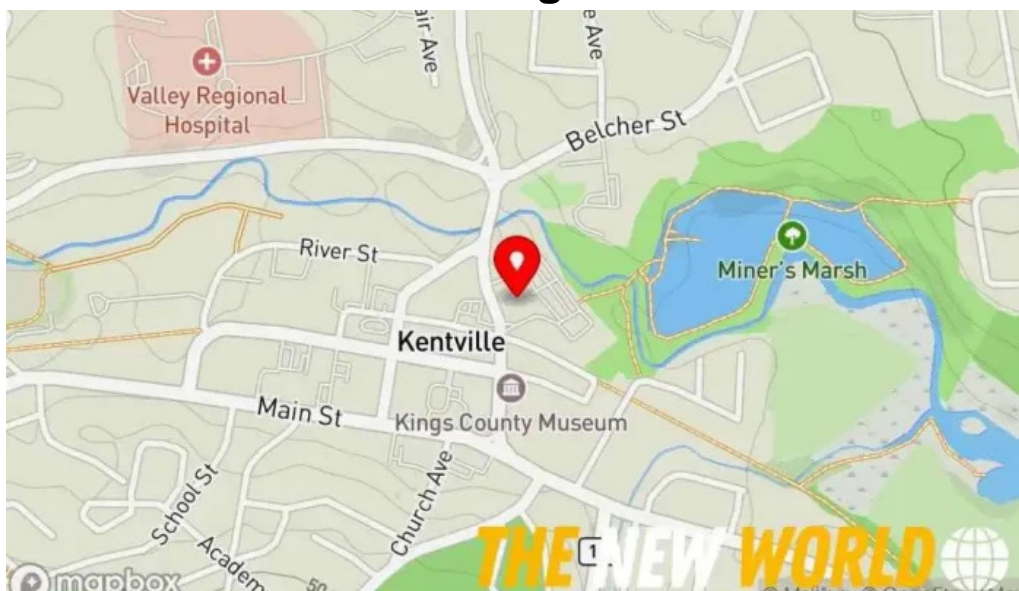 Valley Regional
Hospital
Belcher St
River St
Miner's Marsh
Kentville
Main St
Kings County Museum
School St
Church Ave
1
THE NEW WORLD
mapbox